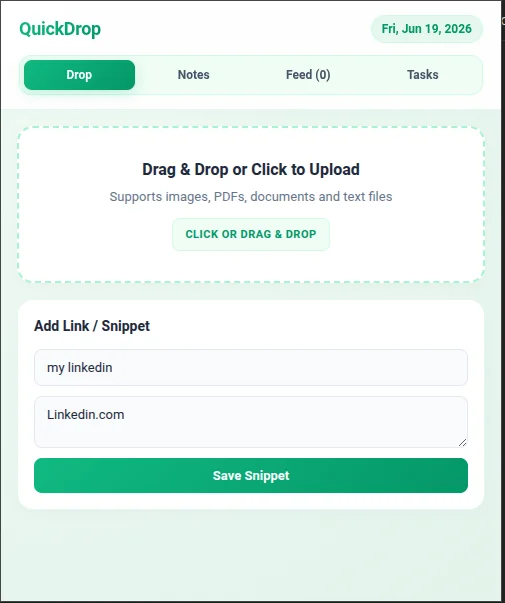 QuickDrop
Fri, Jun 19, 2026
Drop
Notes
Feed (0)
Tasks
Drag & Drop or Click to Upload
Supports images, PDFs, documents and text files
CLICK OR DRAG & DROP
Add Link / Snippet
my linkedin
Linkedin.com
Save Snippet